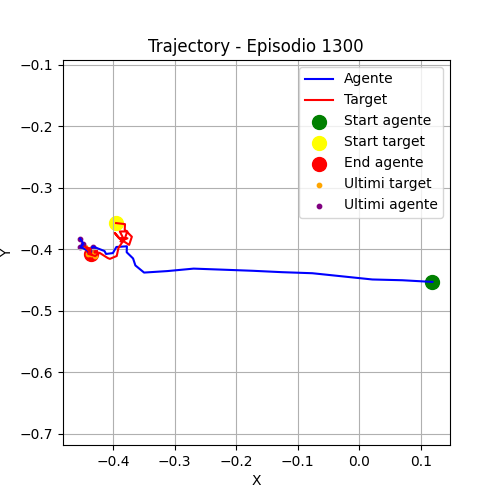 Trajectory - Episodio 1300
Agente
Target
Start agente
Start target
End agente
Ultimi target
Ultimi agente
−0.1
−0.2
−0.3
−0.4
−0.5
−0.6
−0.7
Y
−0.4
−0.3
−0.2
−0.1
0.0
0.1
X